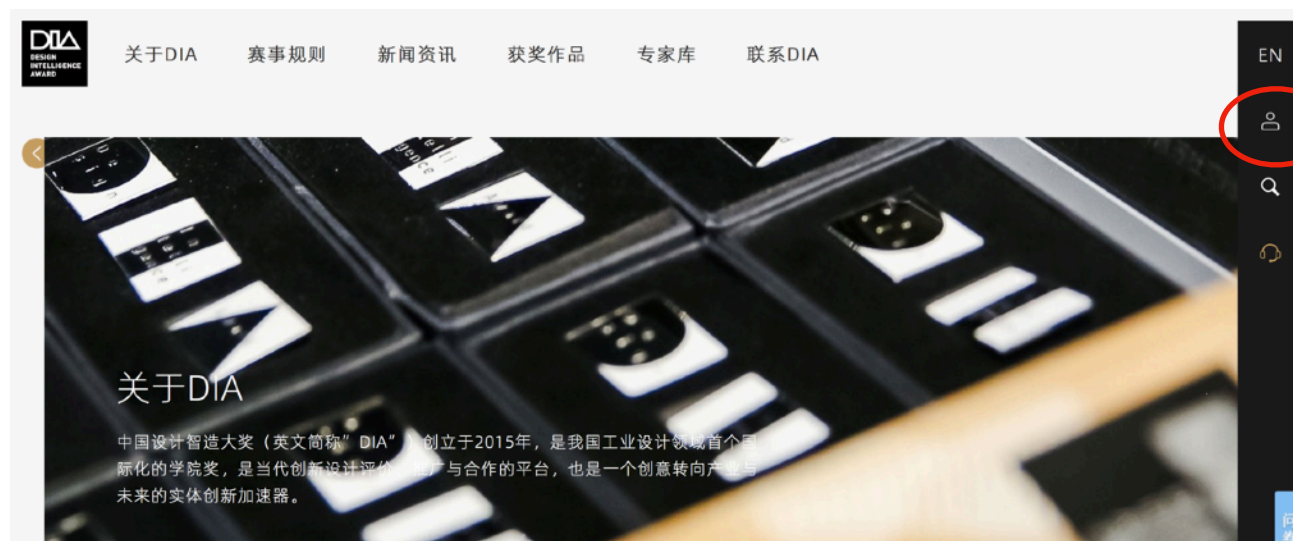 DIA
DESIGN
INTELLIGENCE
AWARD
关于DIA
赛事规则
新闻资讯
获奖作品
专家库
联系DIA
EN
关于DIA
中国设计智造大奖（英文简称”DIA”）创立于2015年，是我国工业设计领域首个国
际化的学院奖，是当代创新设计评价、推广与合作的平台，也是一个创意转向产业与
未来的实体创新加速器。
问
卷